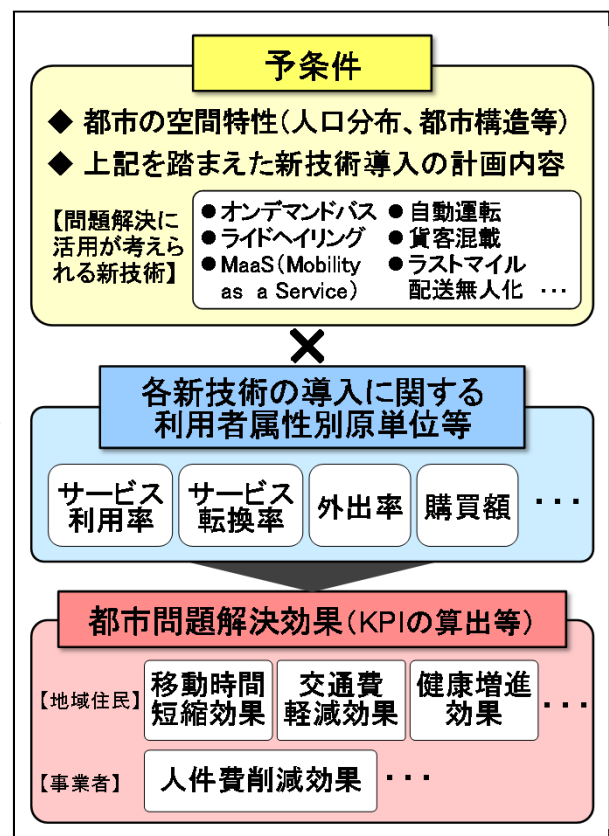 予条件
◆ 都市の空間特性(人口分布、都市構造等)
◆ 上記を踏まえた新技術導入の計画内容
【問題解決に
活用が考えら
れる新技術】
●オンデマンドバス
●ライドヘイリング
●MaaS(Mobility
as a Service)
●自動運転
●貨客混載
●ラストマイル
配送無人化 ・・・
×
各新技術の導入に関する
利用者属性別原単位等
サービス
利用率
サービス
転換率
外出率
購買額
・・・
都市問題解決効果(KPIの算出等)
【地域住民】
移動時間
短縮効果
交通費
軽減効果
健康増進
効果
・・・
【事業者】
人件費削減効果
・・・